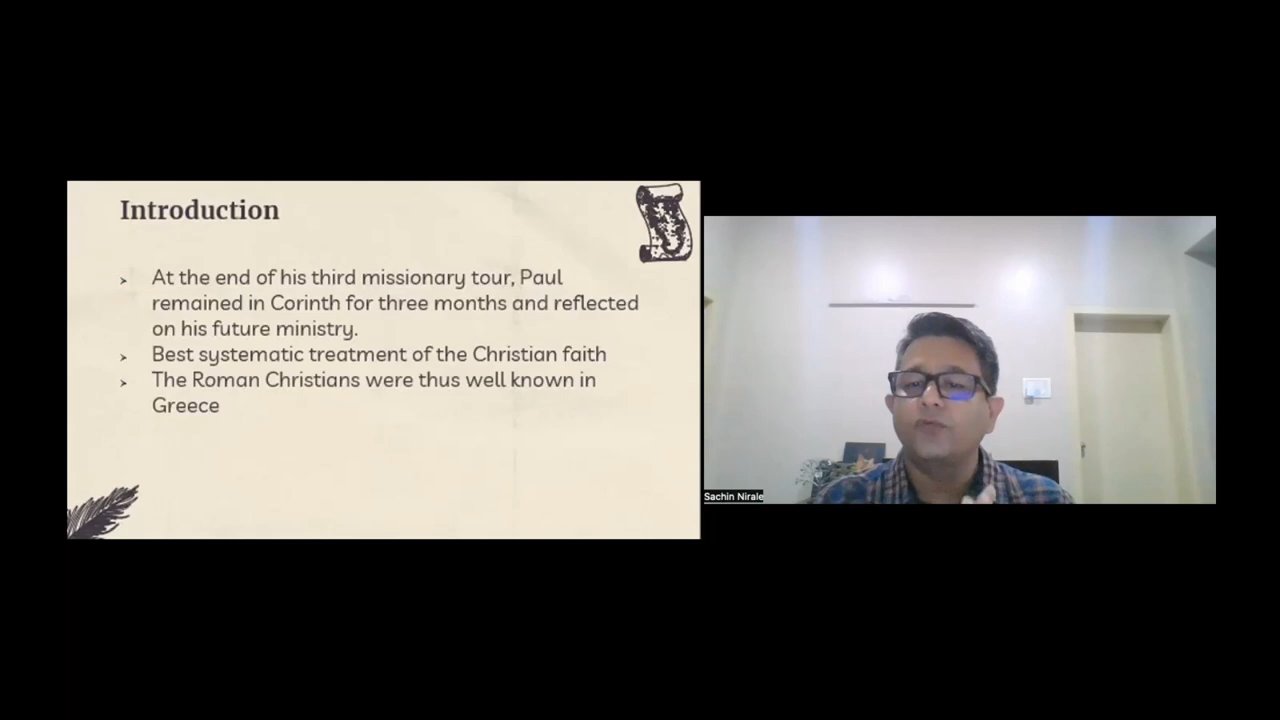 Introduction
At the end of his third missionary tour, Paul
remained in Corinth for three months and reflected
on his future ministry.
Best systematic treatment of the Christian faith
The Roman Christians were thus well known in
Greece
Sachin Nirale